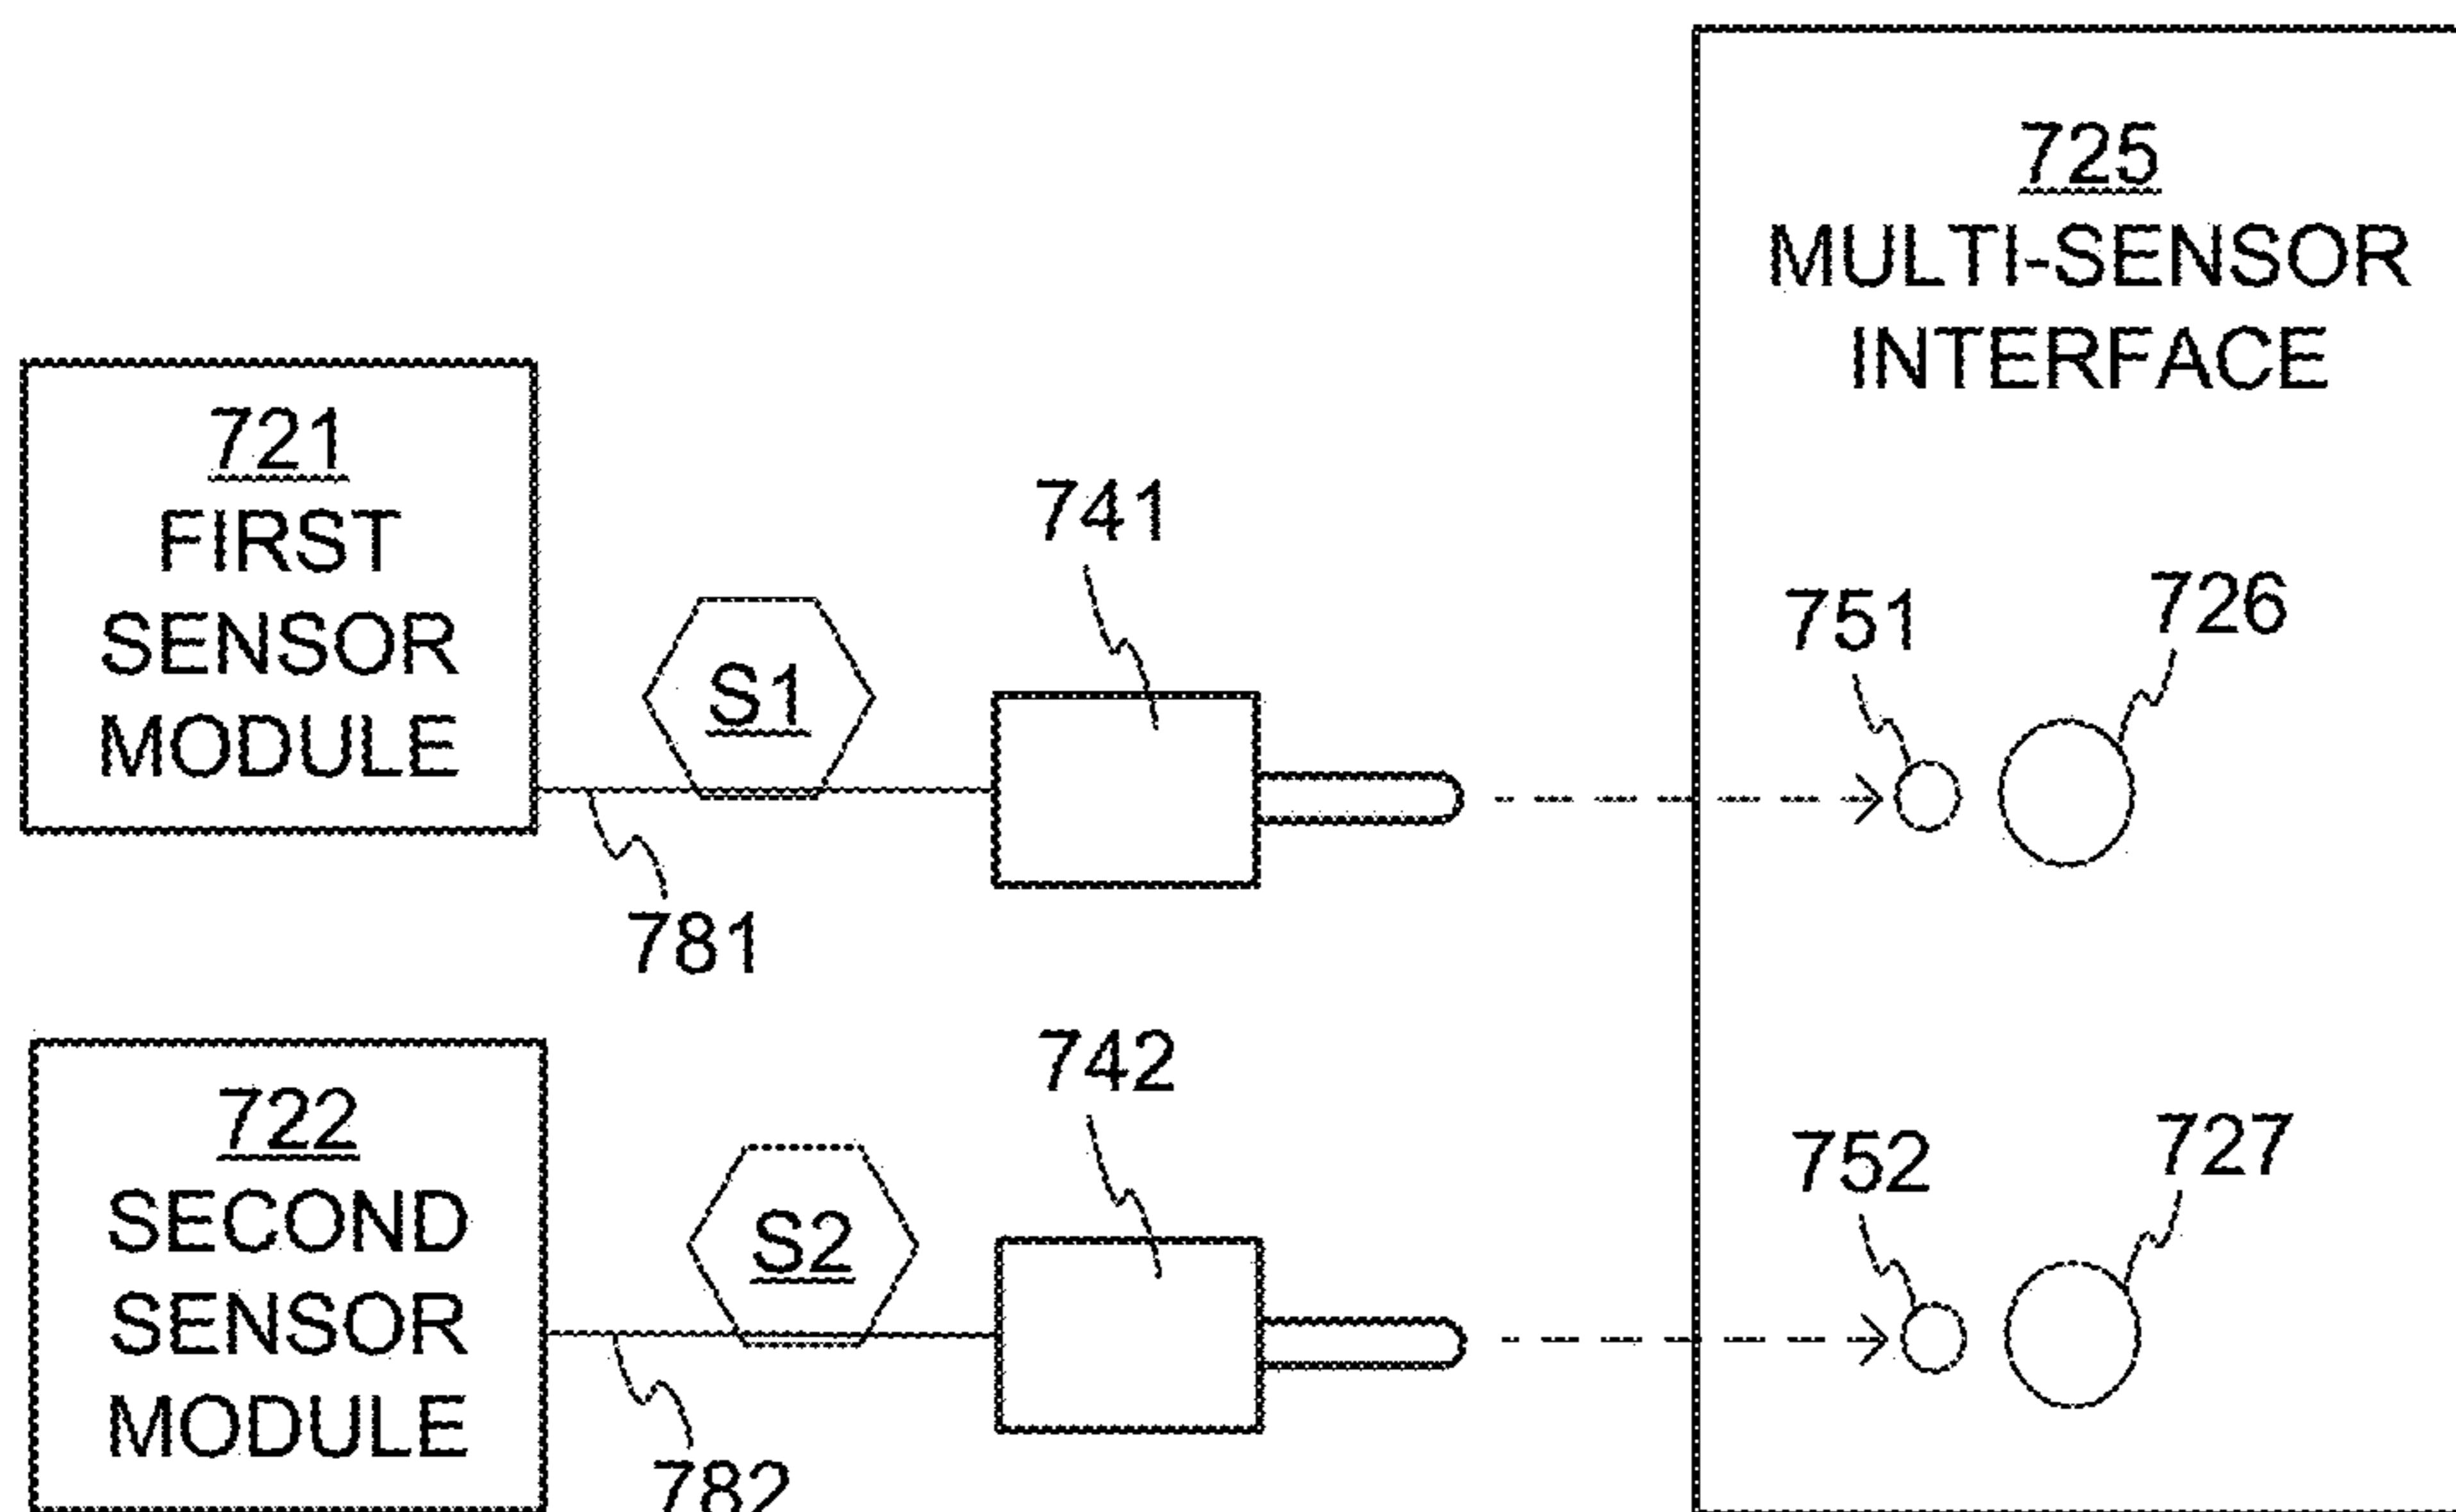 725
MULTI-SENSOR
INTERFACE
721
FIRST
SENSOR
MODULE
S1
741
751
726
781
722
SECOND
SENSOR
MODULE
S2
742
752
727
782